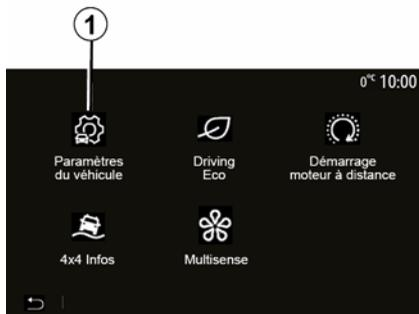 1
0°C 10:00
Paramètres
du véhicule
Driving
Eco
Démarrage
moteur à distance
4x4 Infos
Multisense